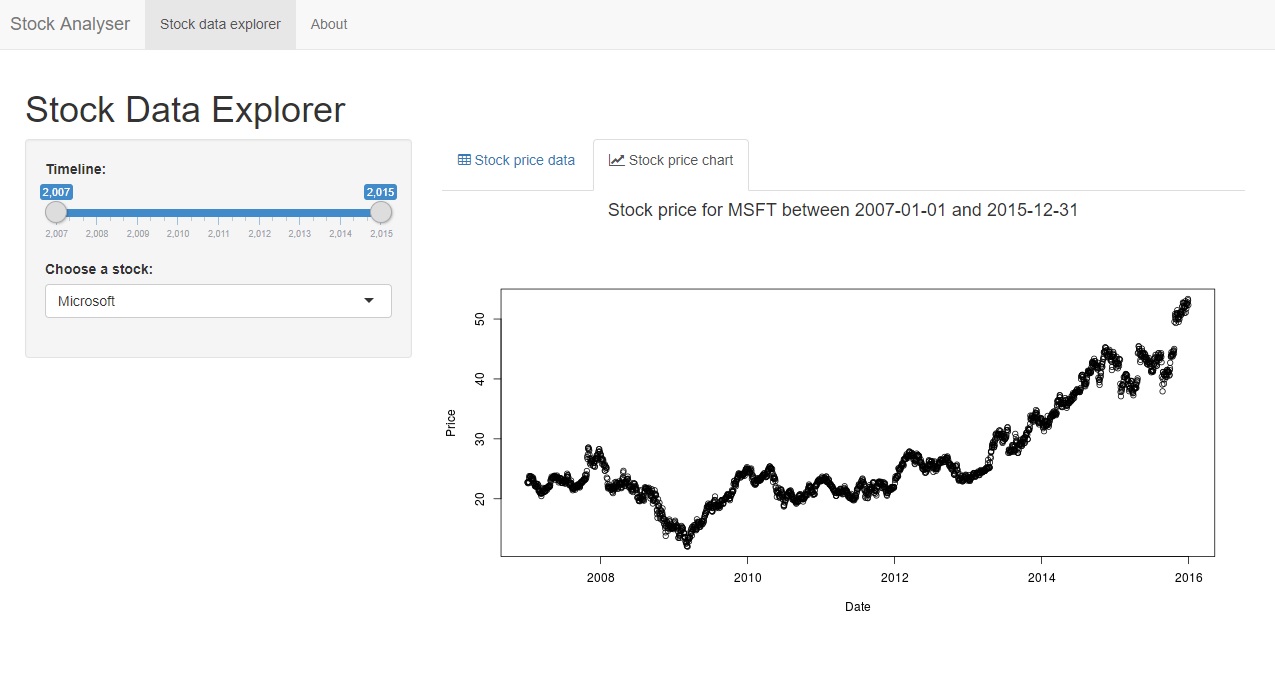 Stock Analyser
Stock data explorer
About
Stock Data Explorer
Timeline:
2,007
2,015
2,007 2,008 2,009 2,010 2,011 2,012 2,013 2,014 2,015
Choose a stock:
Microsoft
Stock price data
Stock price chart
Stock price for MSFT between 2007-01-01 and 2015-12-31
Price
50
40
30
20
2008 2010 2012 2014 2016
Date